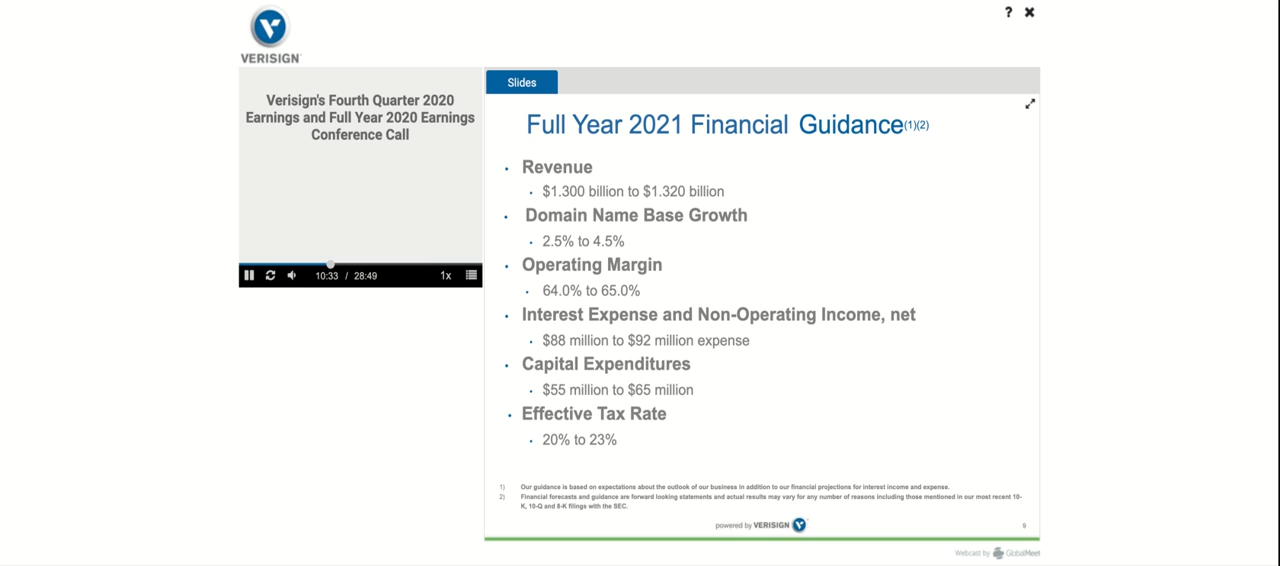 ? ✖
VERISIGN
Verisign's Fourth Quarter 2020
Earnings and Full Year 2020 Earnings
Conference Call
10:33 / 28:49 1x
Slides
Full Year 2021 Financial Guidance(1)(2)
• Revenue
• $1.300 billion to $1.320 billion
• Domain Name Base Growth
• 2.5% to 4.5%
• Operating Margin
• 64.0% to 65.0%
• Interest Expense and Non-Operating Income, net
• $88 million to $92 million expense
• Capital Expenditures
• $55 million to $65 million
• Effective Tax Rate
• 20% to 23%
1) Our guidance is based on expectations about the outlook of our business in addition to our financial projections for interest income and expense.
2) Financial forecasts and guidance are forward looking statements and actual results may vary for any number of reasons including those mentioned in our most recent 10-
K, 10-Q and 8-K filings with the SEC.
powered by VERISIGN
9
Webcast by GlobalMeet